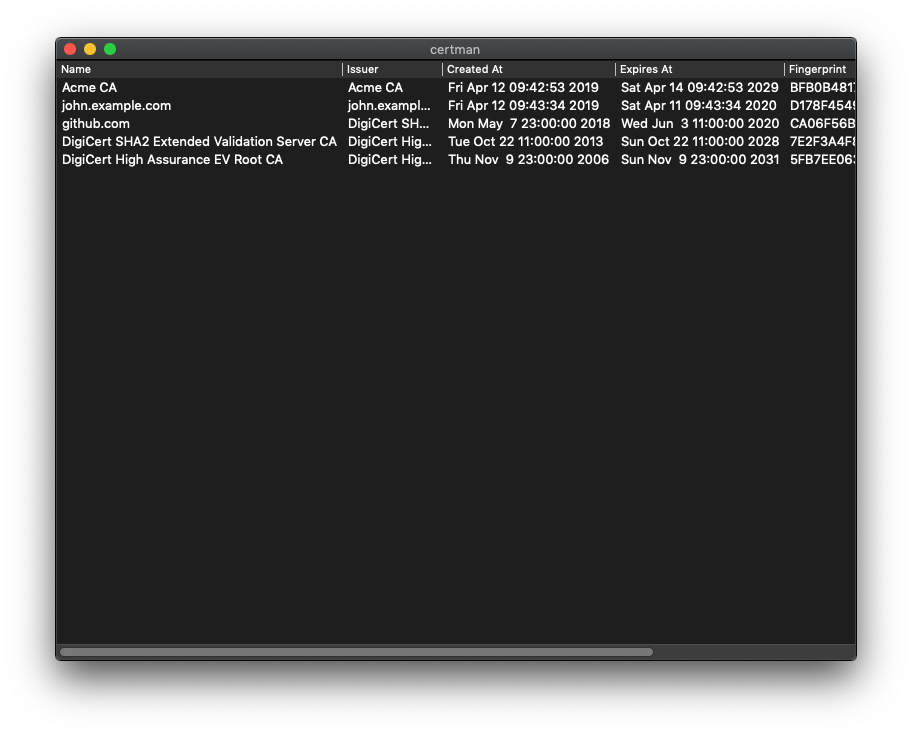 certman
Name Issuer Created At Expires At Fingerprint
Acme CA Acme CA Fri Apr 12 09:42:53 2019 Sat Apr 14 09:42:53 2029 BFB0B481
john.example.com john.exampl... Fri Apr 12 09:43:34 2019 Sat Apr 11 09:43:34 2020 D178F454
github.com DigiCert SH... Mon May  7 23:00:00 2018 Wed Jun  3 11:00:00 2020 CA06F56B
DigiCert SHA2 Extended Validation Server CA DigiCert Hig... Tue Oct 22 11:00:00 2013 Sun Oct 22 11:00:00 2028 7E2F3A4F
DigiCert High Assurance EV Root CA DigiCert Hig... Thu Nov  9 23:00:00 2006 Sun Nov  9 23:00:00 2031 5FB7EE06